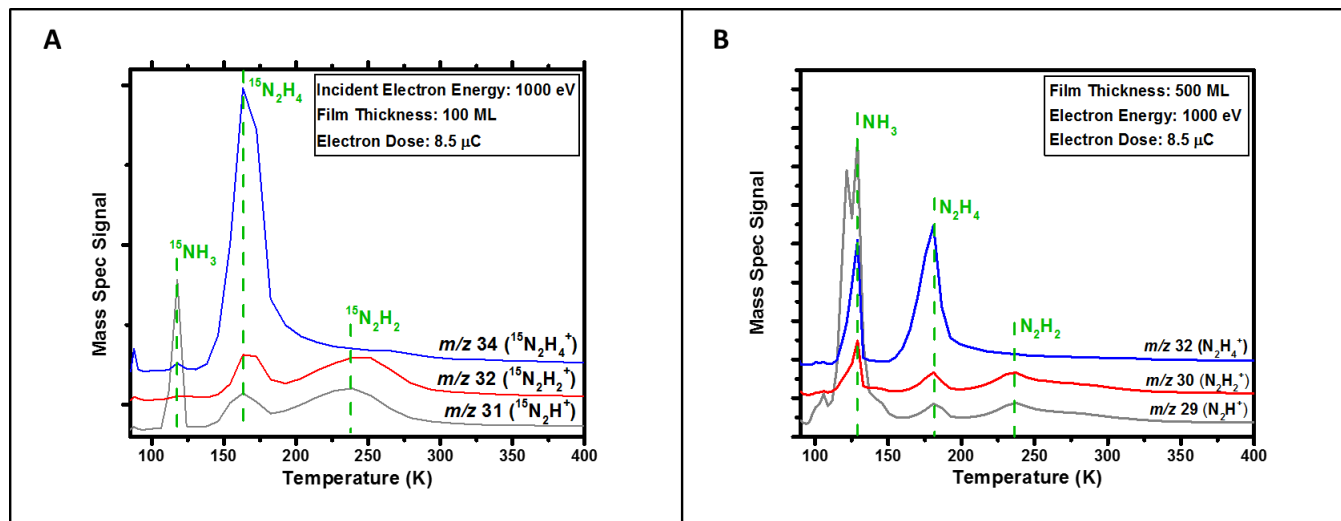 A
Mass Spec Signal
Incident Electron Energy: 1000 eV
Film Thickness: 100 ML
Electron Dose: 8.5 μC
¹⁵N₂H₄
¹⁵NH₃
¹⁵N₂H₂
m/z 34 (¹⁵N₂H₄⁺)
m/z 32 (¹⁵N₂H₂⁺)
m/z 31 (¹⁵N₂H⁺)
100 150 200 250 300 350 400
Temperature (K)
B
Mass Spec Signal
Film Thickness: 500 ML
Electron Energy: 1000 eV
Electron Dose: 8.5 μC
NH₃
N₂H₄
N₂H₂
m/z 32 (N₂H₄⁺)
m/z 30 (N₂H₂⁺)
m/z 29 (N₂H⁺)
100 150 200 250 300 350 400
Temperature (K)